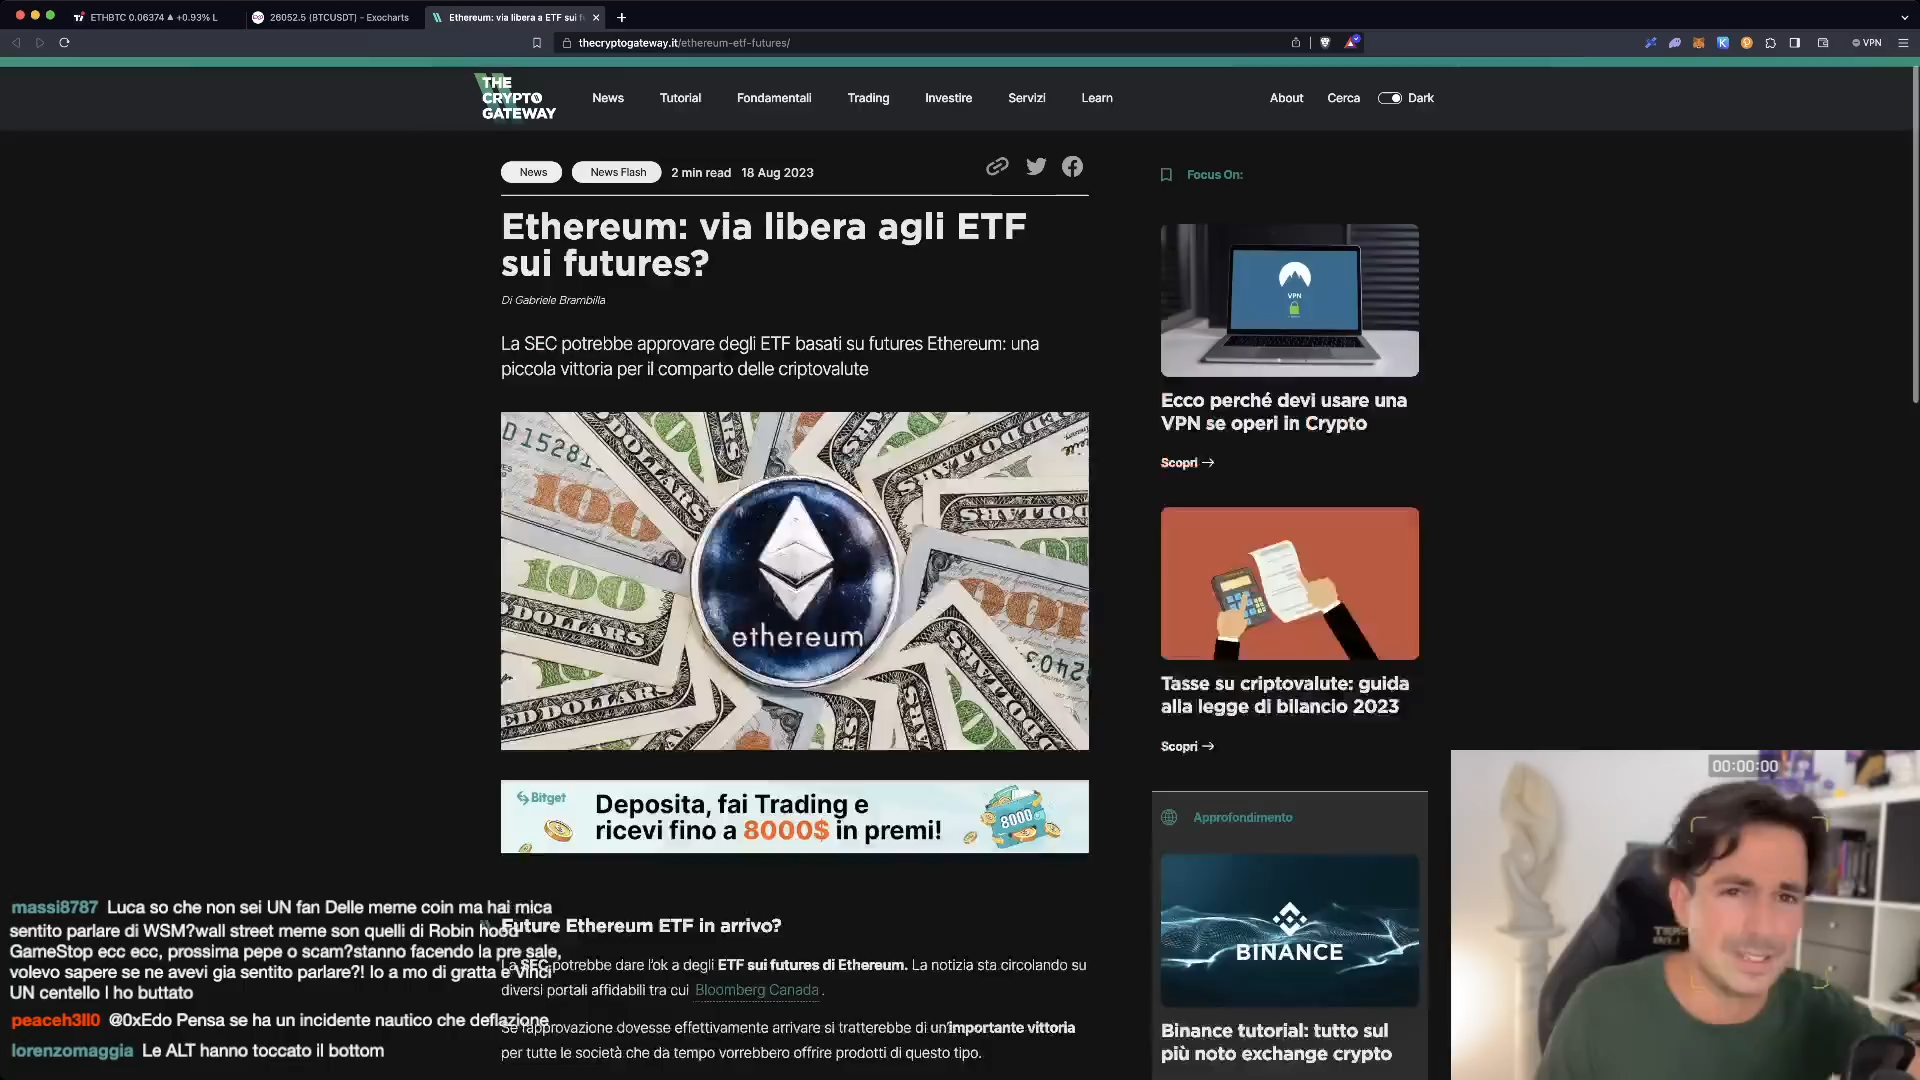 ETHBTC 0.06374 ▲ +0.93% L
26052.5 (BTCUSDT) - Exocharts
Ethereum: via libera a ETF sui f
thecryptogateway.it/ethereum-etf-futures/
VPN
THE
CRYPTO
GATEWAY
News
Tutorial
Fondamentali
Trading
Investire
Servizi
Learn
About
Cerca
Dark
News
News Flash
2 min read
18 Aug 2023
Ethereum: via libera agli ETF
sui futures?
Di Gabriele Brambilla
La SEC potrebbe approvare degli ETF basati su futures Ethereum: una
piccola vittoria per il comparto delle criptovalute
ethereum
Bitget
Deposita, fai Trading e
ricevi fino a 8000$ in premi!
8000
Future Ethereum ETF in arrivo?
La SEC potrebbe dare l'ok a degli ETF sui futures di Ethereum. La notizia sta circolando su
diversi portali affidabili tra cui Bloomberg Canada .
Se l'approvazione dovesse effettivamente arrivare si tratterebbe di un'importante vittoria
per tutte le società che da tempo vorrebbero offrire prodotti di questo tipo.
Focus On:
VPN
Ecco perché devi usare una
VPN se operi in Crypto
Scopri →
Tasse su criptovalute: guida
alla legge di bilancio 2023
Scopri →
Approfondimento
BINANCE
Binance tutorial: tutto sul
più noto exchange crypto
00:00:00
massi8787 Luca so che non sei UN fan Delle meme coin ma hai mica
sentito parlare di WSM?wall street meme son quelli di Robin hood
GameStop ecc ecc, prossima pepe o scam?stanno facendo la pre sale,
volevo sapere se ne avevi gia sentito parlare?! Io a mo di gratta e vinci
UN centello l ho buttato
peaceh3ll0 @0xEdo Pensa se ha un incidente nautico che deflazione
lorenzomaggia Le ALT hanno toccato il bottom